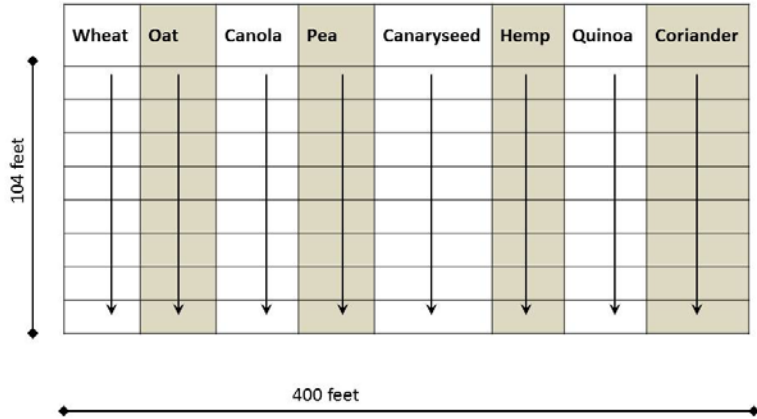 Wheat Oat Canola Pea Canaryseed Hemp Quinoa Coriander
104 feet
400 feet